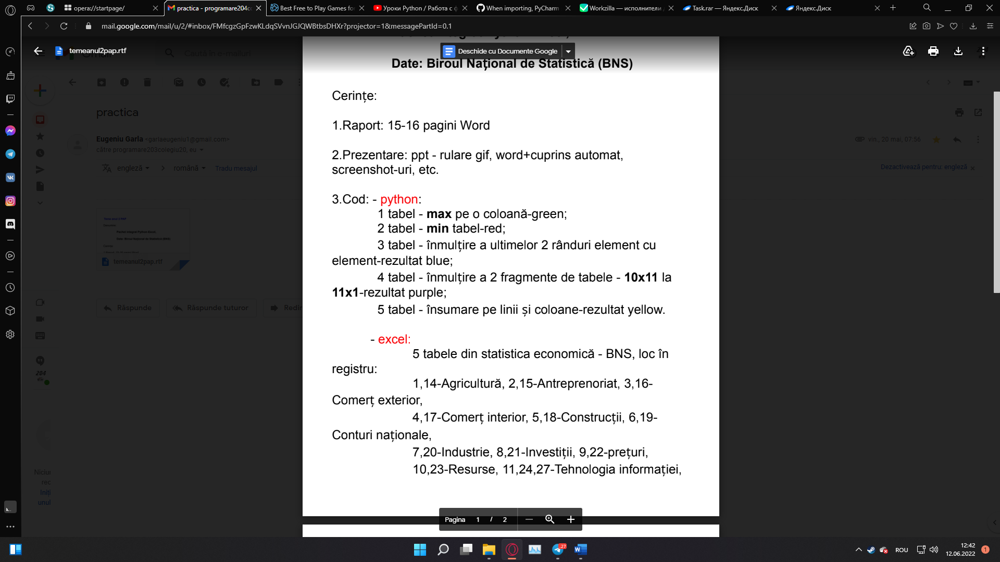 opera://startpage/
practica - programare204co
Best Free to Play Games for
Уроки Python / Работа с ф
When importing, PyCharm
Workzilla — исполнители
Task.rar — Яндекс.Диск
Яндекс.Диск
mail.google.com/mail/u/2/#inbox/FMfcgzGpFzwKLdqSVvnJGJQWBtbsDHXr?projector=1&messagePartId=0.1
temeanul2pap.rtf
Caută în e-mailuri
Deschide cu Documente Google
Date: Biroul Național de Statistică (BNS)
Cerințe:
1.Raport: 15-16 pagini Word
2.Prezentare: ppt - rulare gif, word+cuprins automat,
screenshot-uri, etc.
3.Cod: - python:
1 tabel - max pe o coloană-green;
2 tabel - min tabel-red;
3 tabel - înmulțire a ultimelor 2 rânduri element cu
element-rezultat blue;
4 tabel - înmulțire a 2 fragmente de tabele - 10x11 la
11x1-rezultat purple;
5 tabel - însumare pe linii și coloane-rezultat yellow.
- excel:
5 tabele din statistica economică - BNS, loc în
registru:
1,14-Agricultură, 2,15-Antreprenoriat, 3,16-
Comerț exterior,
4,17-Comerț interior, 5,18-Construcții, 6,19-
Conturi naționale,
7,20-Industrie, 8,21-Investiții, 9,22-prețuri,
10,23-Resurse, 11,24,27-Tehnologia informației,
practica
Eugeniu Garla <garlaeugeniu1@gmail.com>
către programare203colegiu20, eu
vin., 20 mai, 07:56
engleză
română
Tradu mesajul
Dezactivează pentru: engleză
temeanul2pap.rtf
Răspunde
Răspunde tuturor
Redir
204
Niciun
rec
Iniți
unul
Pagina 1 / 2
27
ROU
12:42
12.06.2022
1